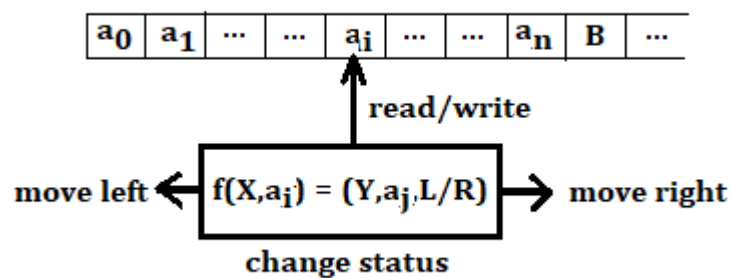 a0 a1 ... ... ai ... ... an B ...
read/write
move left f(X,ai) = (Y,aj,L/R) move right
change status